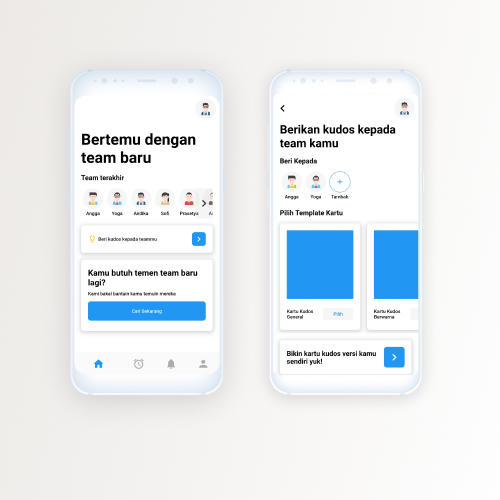 Bertemu dengan
team baru
Team terakhir
Angga
Yoga
Andika
Sofi
Prasetya
Beri kudos kepada teammu
Kamu butuh temen team baru
lagi?
Kami bakal bantuin kamu temuin mereka
Cari Sekarang
Berikan kudos kepada
team kamu
Beri Kepada
Angga
Yoga
Tambah
Pilih Template Kartu
Kartu Kudos
General
Pilih
Kartu Kudos
Berwarna
Bikin kartu kudos versi kamu
sendiri yuk!